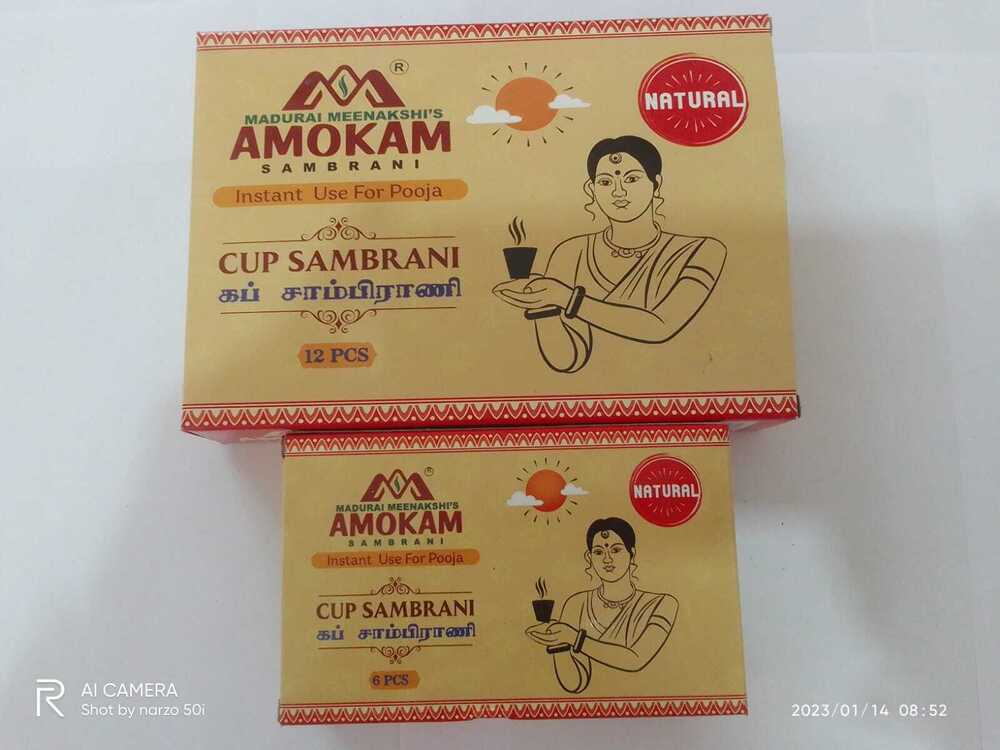 ®
MADURAI MEENAKSHI'S
AMOKAM
SAMBRANI
Instant Use For Pooja
CUP SAMBRANI
கப் சாம்பிராணி
12 PCS
NATURAL
®
MADURAI MEENAKSHI'S
AMOKAM
SAMBRANI
Instant Use For Pooja
CUP SAMBRANI
கப் சாம்பிராணி
6 PCS
NATURAL
R
AI CAMERA
Shot by narzo 50i
2023/01/14 08:52